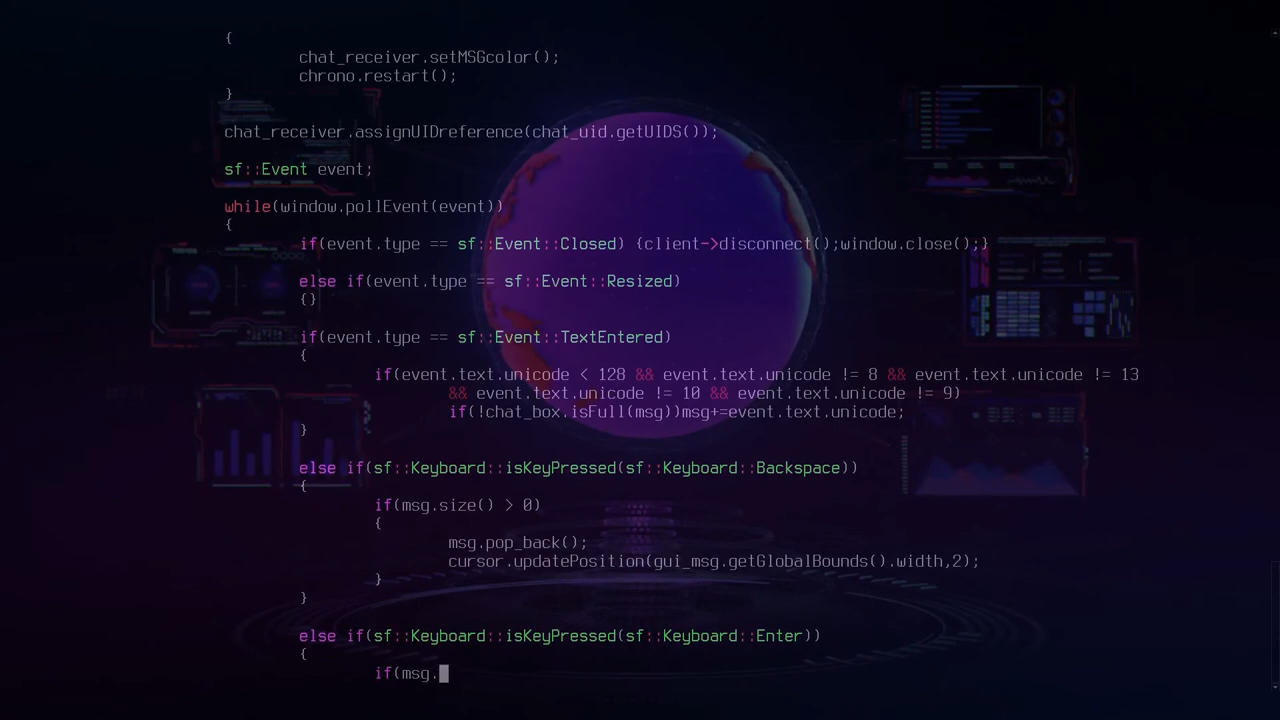 {
chat_receiver.setMSGcolor();
chrono.restart();
}
chat_receiver.assignUIDreference(chat_uid.getUIDS());
sf::Event event;
while(window.pollEvent(event))
{
if(event.type == sf::Event::Closed) {client->disconnect();window.close();}
else if(event.type == sf::Event::Resized)
{}
if(event.type == sf::Event::TextEntered)
{
if(event.text.unicode < 128 && event.text.unicode != 8 && event.text.unicode != 13
&& event.text.unicode != 10 && event.text.unicode != 9)
if(!chat_box.isFull(msg))msg+=event.text.unicode;
}
else if(sf::Keyboard::isKeyPressed(sf::Keyboard::Backspace))
{
if(msg.size() > 0)
{
msg.pop_back();
cursor.updatePosition(gui_msg.getGlobalBounds().width,2);
}
}
else if(sf::Keyboard::isKeyPressed(sf::Keyboard::Enter))
{
if(msg.